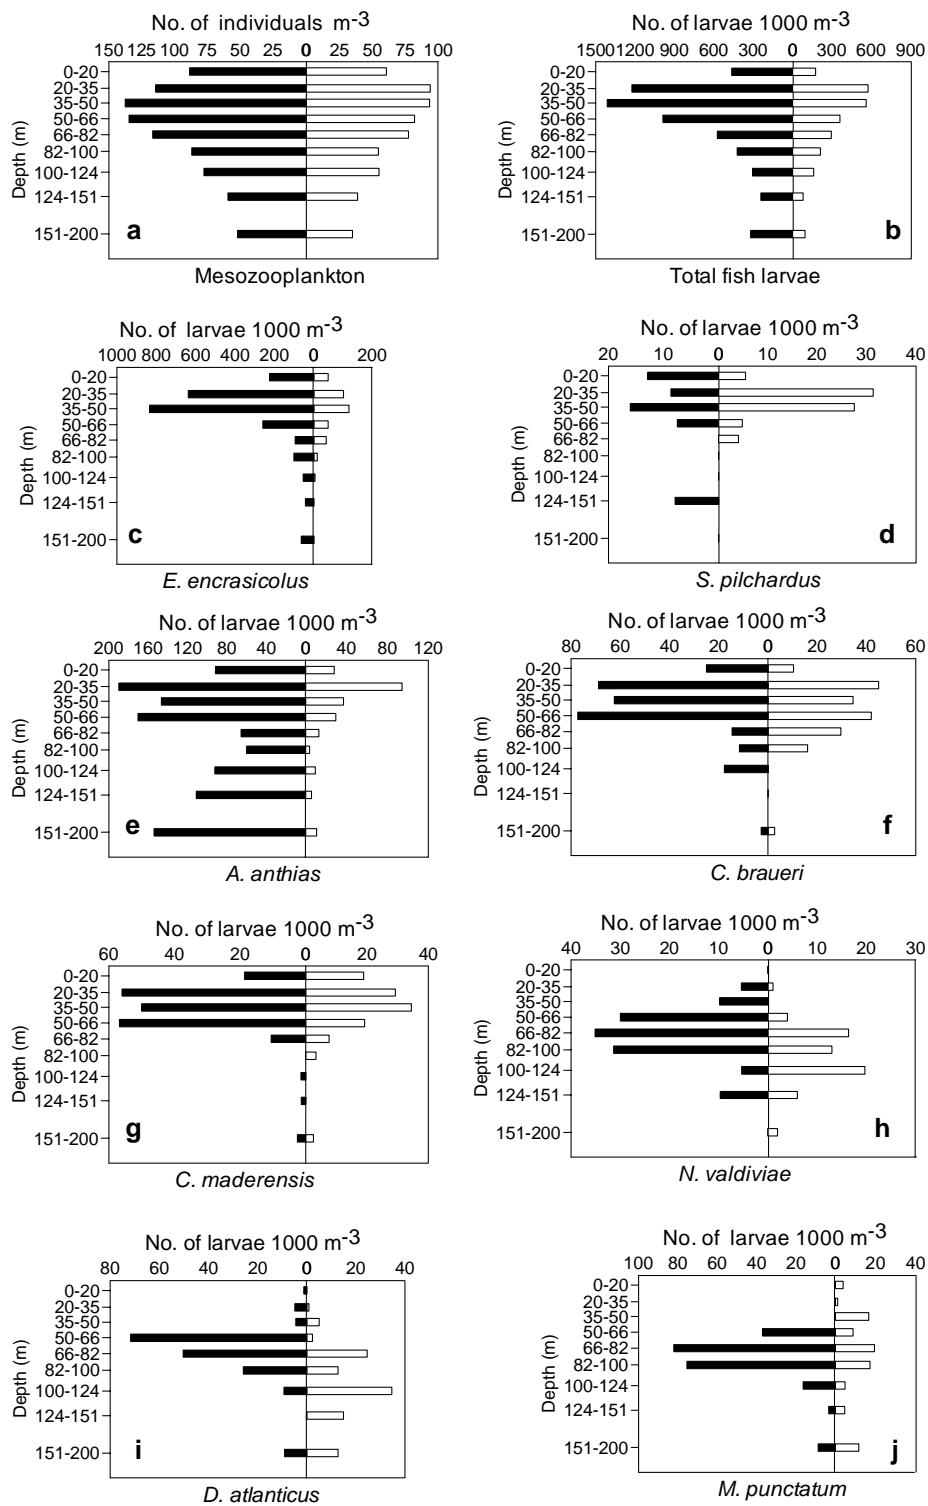 No. of individuals m-3
150 125 100 75 50 25 0 25 50 75 100
Depth (m)
0-20
20-35
35-50
50-66
66-82
82-100
100-124
124-151
151-200
a
Mesozooplankton
No. of larvae 1000 m-3
1500 1200 900 600 300 0 300 600 900
Depth (m)
0-20
20-35
35-50
50-66
66-82
82-100
100-124
124-151
151-200
b
Total fish larvae
No. of larvae 1000 m-3
1000 800 600 400 200 0 200
Depth (m)
0-20
20-35
35-50
50-66
66-82
82-100
100-124
124-151
151-200
c
E. encrasicolus
No. of larvae 1000 m-3
20 10 0 10 20 30 40
Depth (m)
0-20
20-35
35-50
50-66
66-82
82-100
100-124
124-151
151-200
d
S. pilchardus
No. of larvae 1000 m-3
200 160 120 80 40 0 40 80 120
Depth (m)
0-20
20-35
35-50
50-66
66-82
82-100
100-124
124-151
151-200
e
A. anthias
No. of larvae 1000 m-3
80 60 40 20 0 20 40 60
Depth (m)
0-20
20-35
35-50
50-66
66-82
82-100
100-124
124-151
151-200
f
C. braueri
No. of larvae 1000 m-3
60 40 20 0 20 40
Depth (m)
0-20
20-35
35-50
50-66
66-82
82-100
100-124
124-151
151-200
g
C. maderensis
No. of larvae 1000 m-3
40 30 20 10 0 10 20 30
Depth (m)
0-20
20-35
35-50
50-66
66-82
82-100
100-124
124-151
151-200
h
N. valdiviae
No. of larvae 1000 m-3
80 60 40 20 0 20 40
Depth (m)
0-20
20-35
35-50
50-66
66-82
82-100
100-124
124-151
151-200
i
D. atlanticus
No. of larvae 1000 m-3
100 80 60 40 20 0 20 40
Depth (m)
0-20
20-35
35-50
50-66
66-82
82-100
100-124
124-151
151-200
j
M. punctatum